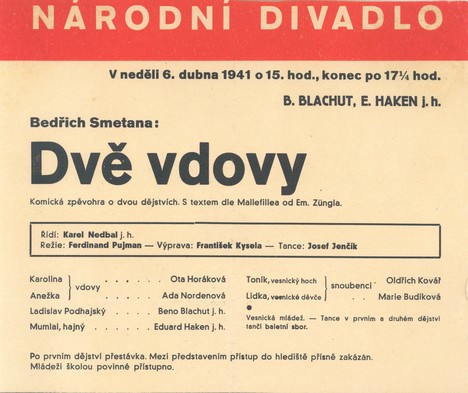 NÁRODNÍ DIVADLO
V neděli 6. dubna 1941 o 15. hod., konec po 17¼ hod.
B. BLACHUT, E. HAKEN j. h.
Bedřich Smetana:
Dvě vdovy
Komická zpěvohra o dvou dějstvích. S textem dle Mallefillea od Em. Züngla.
Řídí: Karel Nedbal j. h.
Režie: Ferdinand Pujman — Výprava: František Kysela — Tance: Josef Jenčík
Karolina } vdovy . . . . . . Ota Horáková
Anežka } . . . . . Ada Nordenová
Ladislav Podhajský . . . . Beno Blachut j. h.
Mumlal, hajný . . . . . Eduard Haken j. h.
Toník, vesnický hoch } snoubenci Oldřich Kovář
Lidka, vesnické děvče } . . Marie Budíková
Vesnická mládež. — Tance v prvním a druhém dějství
tančí baletní sbor.
Po prvním dějství přestávka. Mezi představením přístup do hlediště přísně zakázán.
Mládeži školou povinné přístupno.